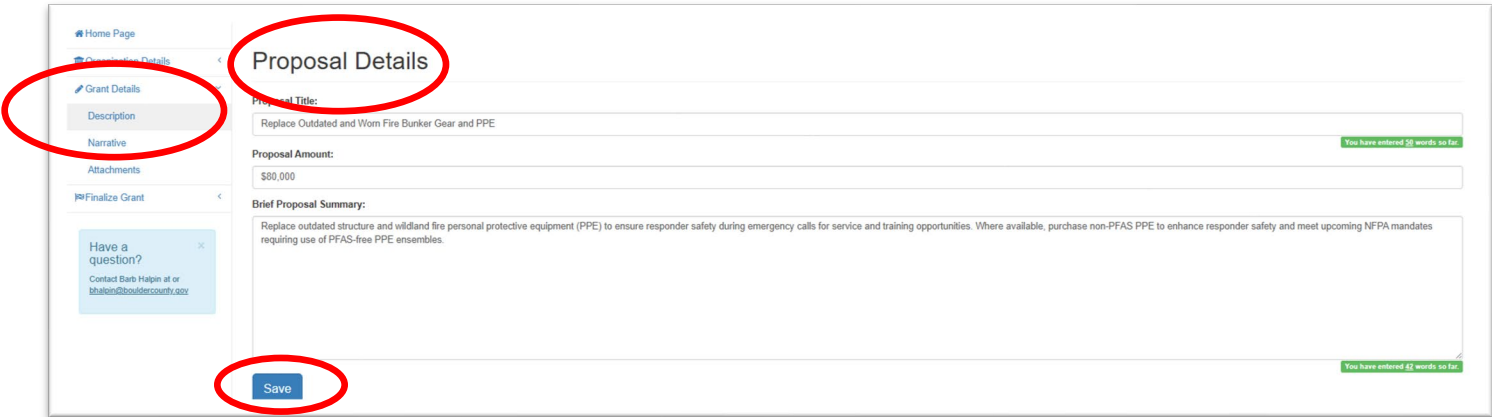 Home Page
Organization Details
Grant Details
Description
Narrative
Attachments
Finalize Grant
Have a
question?
Contact Barb Halpin at or
bhalpin@bouldercounty.gov
Proposal Details
Proposal Title:
Replace Outdated and Worn Fire Bunker Gear and PPE
You have entered 50 words so far.
Proposal Amount:
$80,000
Brief Proposal Summary:
Replace outdated structure and wildland fire personal protective equipment (PPE) to ensure responder safety during emergency calls for service and training opportunities. Where available, purchase non-PFAS PPE to enhance responder safety and meet upcoming NFPA mandates
requiring use of PFAS-free PPE ensembles.
You have entered 42 words so far.
Save